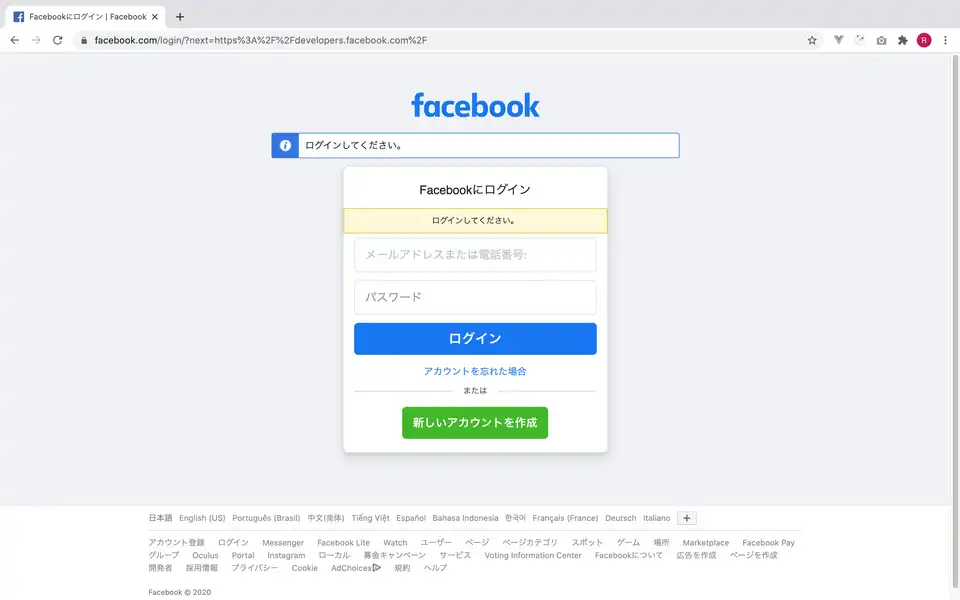 Facebookにログイン | Facebook
facebook.com/login/?next=https%3A%2F%2Fdevelopers.facebook.com%2F
R
facebook
ログインしてください。
Facebookにログイン
ログインしてください。
メールアドレスまたは電話番号:
パスワード
ログイン
アカウントを忘れた場合
または
新しいアカウントを作成
日本語 English (US) Português (Brasil) 中文(简体) Tiếng Việt Español Bahasa Indonesia 한국어 Français (France) Deutsch Italiano
アカウント登録 ログイン Messenger Facebook Lite Watch ユーザー ページ ページカテゴリ スポット ゲーム 場所 Marketplace Facebook Pay
グループ Oculus Portal Instagram ローカル 募金キャンペーン サービス Voting Information Center Facebookについて 広告を作成 ページを作成
開発者 採用情報 プライバシー Cookie AdChoices 規約 ヘルプ
Facebook © 2020